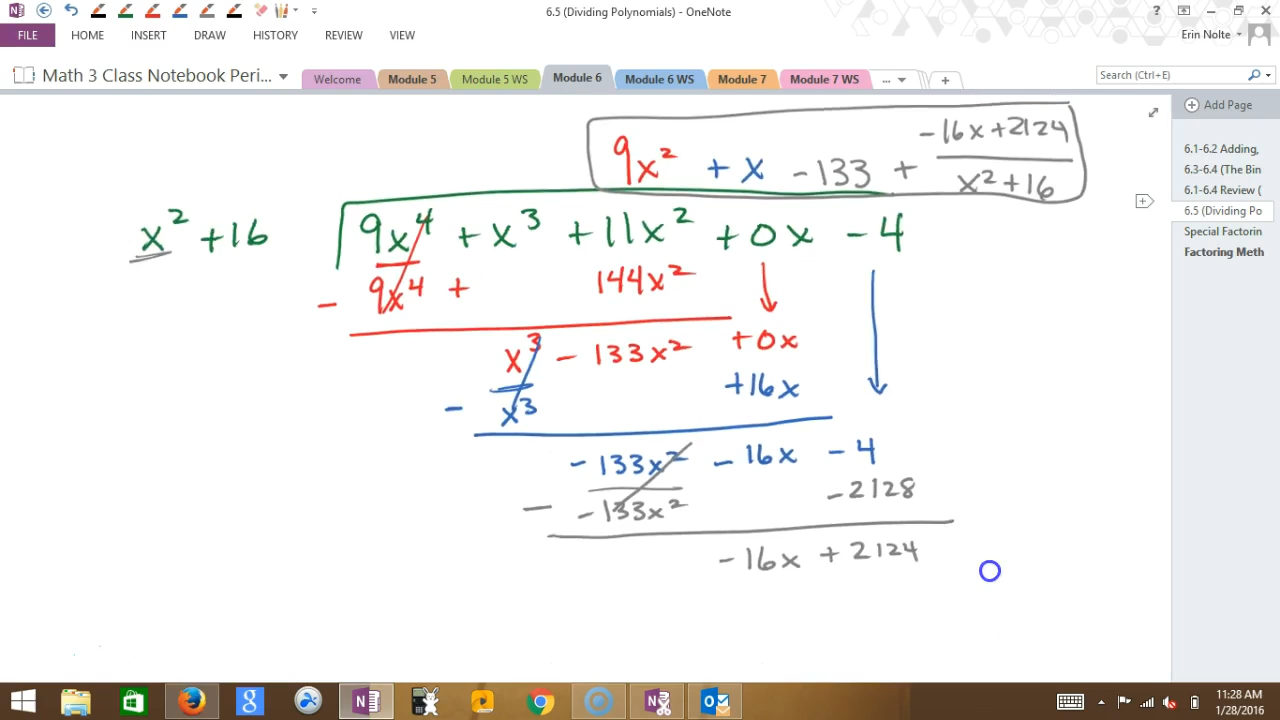 6.5 (Dividing Polynomials) - OneNote
?
FILE HOME INSERT DRAW HISTORY REVIEW VIEW
Erin Nolte
Math 3 Class Notebook Peri...
Welcome Module 5 Module 5 WS Module 6 Module 6 WS Module 7 Module 7 WS ... +
Search (Ctrl+E)
Add Page
6.1-6.2 Adding,
6.3-6.4 (The Bin
6.1-6.4 Review (
6.5 (Dividing Po
Special Factorin
Factoring Meth
-16x+2124
9x² + x -133 +
x²+16
x² +16 9x⁴ + x³ +11x² +0x -4
- 9x⁴ + 144x²
x³ - 133x² +0x
+16x
- x³
-133x² -16x -4
-2128
- -133x²
-16x + 2124
11:28 AM
1/28/2016